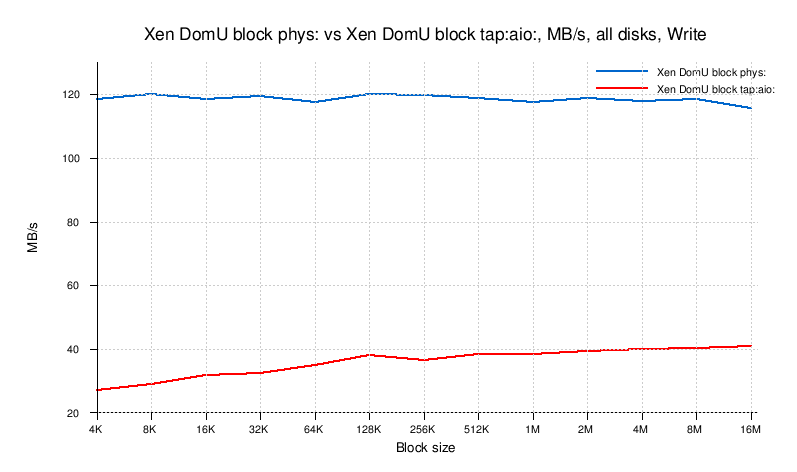 Xen DomU block phys: vs Xen DomU block tap:aio:, MB/s, all disks, Write
Xen DomU block phys:
Xen DomU block tap:aio:
120
100
80
60
40
20
MB/s
4K 8K 16K 32K 64K 128K 256K 512K 1M 2M 4M 8M 16M
Block size